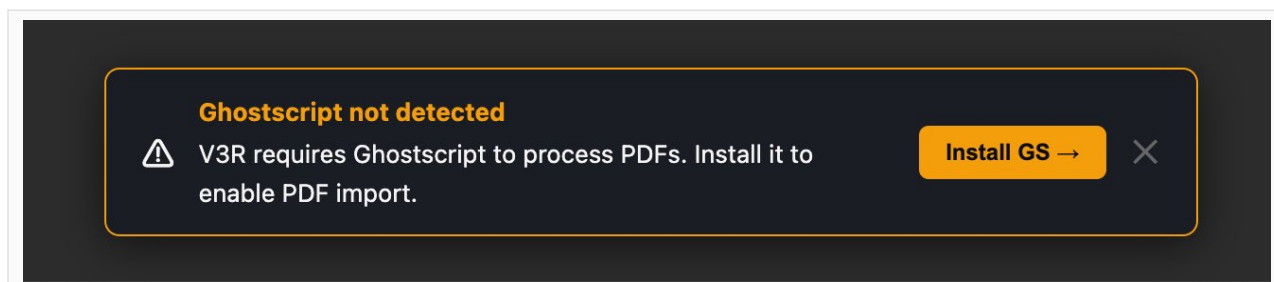 Ghostscript not detected
V3R requires Ghostscript to process PDFs. Install it to
enable PDF import.
Install GS →